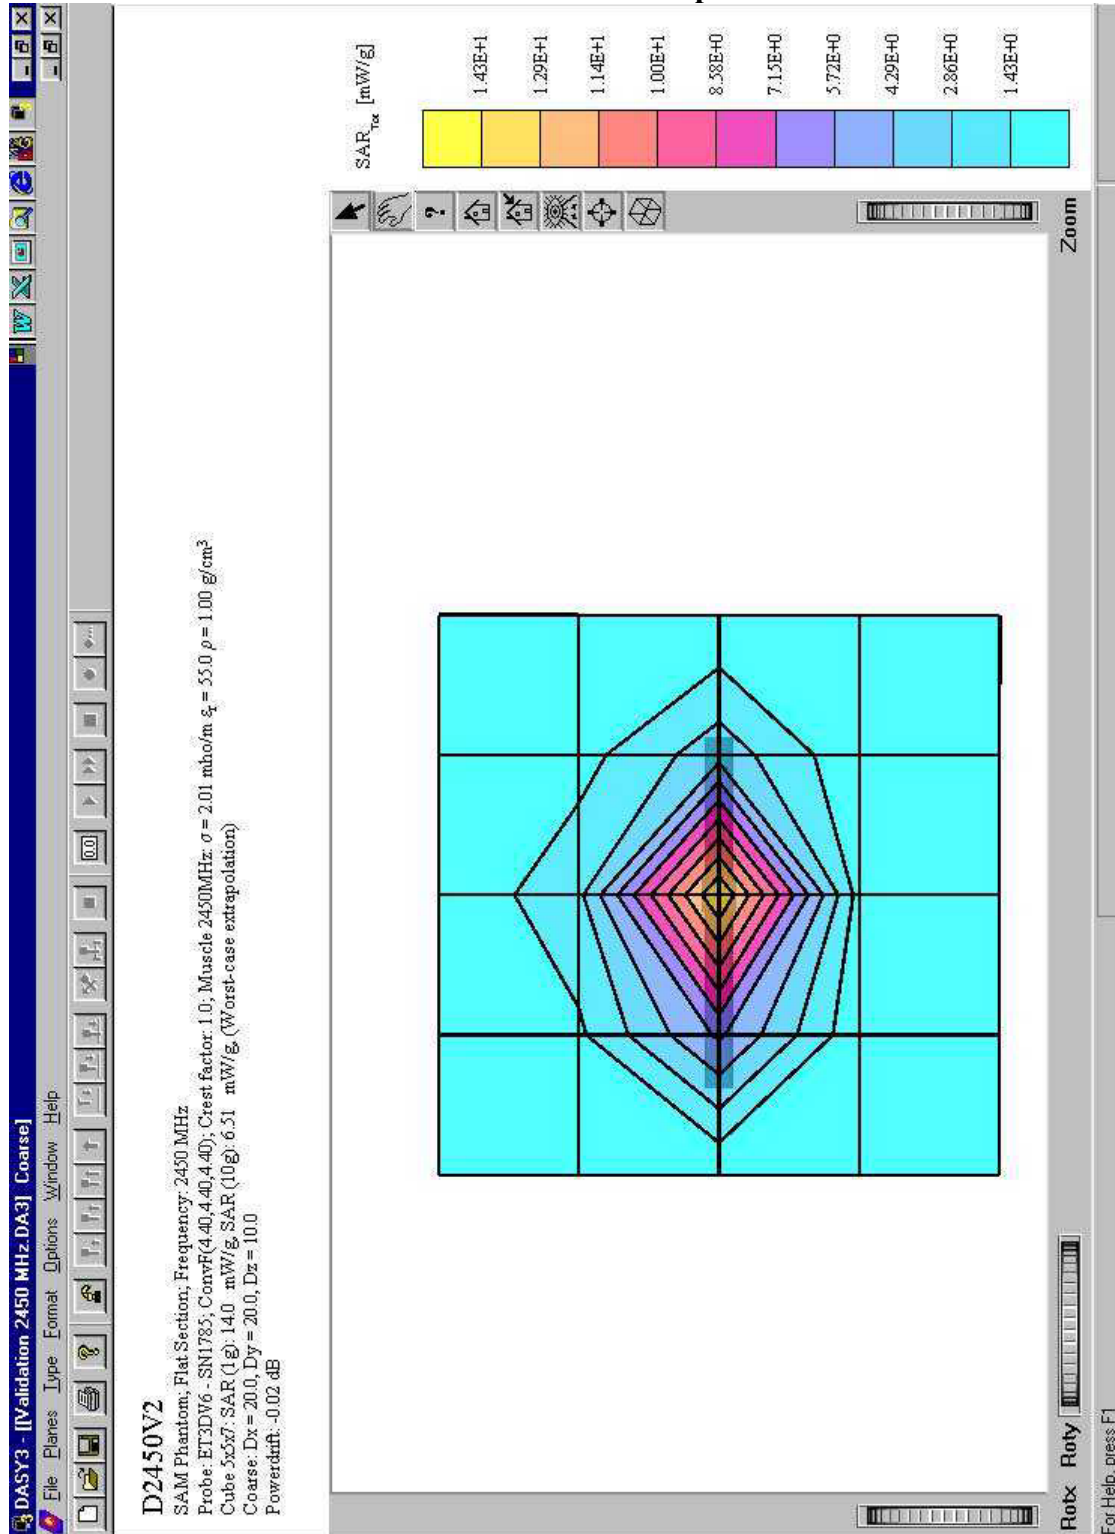 DASY3 - [[Validation 2450 MHz.DA3] Coarse]
File Planes Type Format Options Window Help
D2450V2
SAM Phantom; Flat Section; Frequency: 2450 MHz
Probe: ET3DV6 - SN1785; ConvF(4.40,4.40,4.40); Crest factor: 1.0; Muscle 2450MHz: σ = 2.01 mho/m εr = 55.0 ρ = 1.00 g/cm³
Cube 5x5x7: SAR (1g): 14.0 mW/g, SAR (10g): 6.51 mW/g, (Worst-case extrapolation)
Coarse: Dx = 20.0, Dy = 20.0, Dz = 10.0
Powerdrift: -0.02 dB
SAR Tot [mW/g]
1.43E+1
1.29E+1
1.14E+1
1.00E+1
8.58E+0
7.15E+0
5.72E+0
4.29E+0
2.86E+0
1.43E+0
Rotx Roty Zoom
For Help, press F1